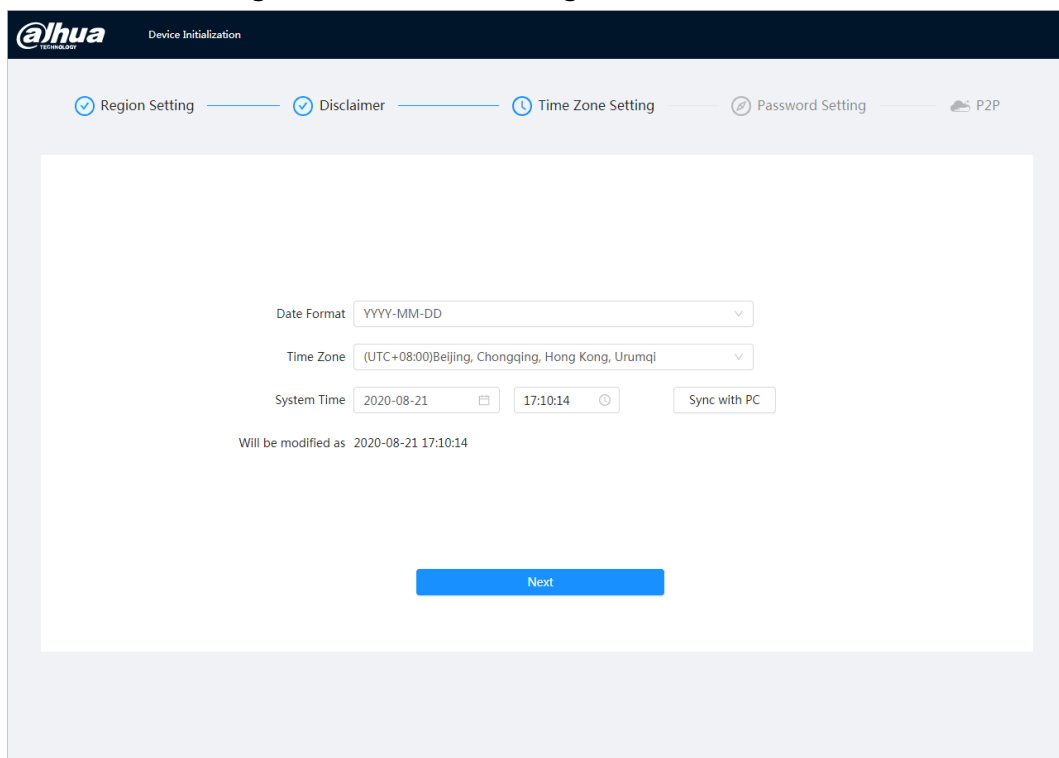 alhua
TECHNOLOGY
Device Initialization
Region Setting
Disclaimer
Time Zone Setting
Password Setting
P2P
Date Format YYYY-MM-DD
Time Zone (UTC+08:00)Beijing, Chongqing, Hong Kong, Urumqi
System Time 2020-08-21 17:10:14 Sync with PC
Will be modified as 2020-08-21 17:10:14
Next